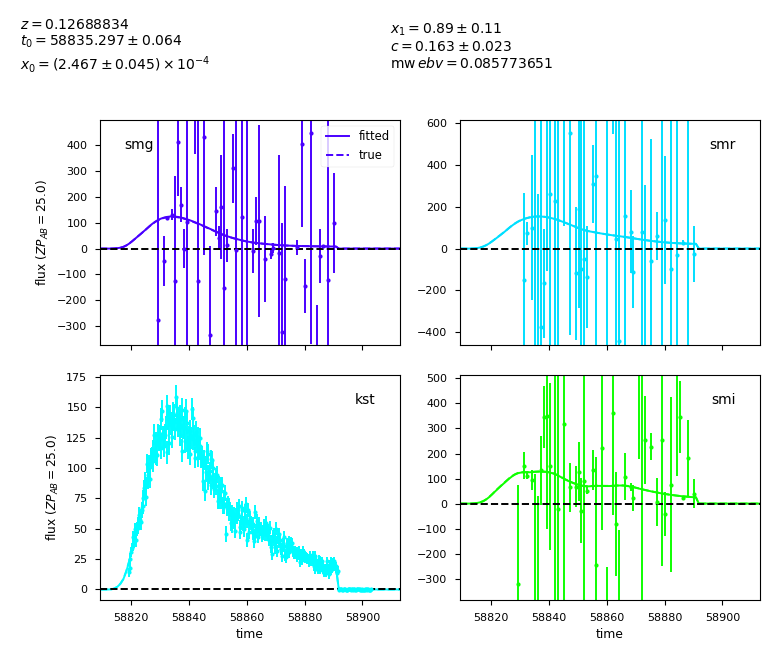 z = 0.12688834
t0 = 58835.297 ± 0.064
x0 = (2.467 ± 0.045) × 10^−4
x1 = 0.89 ± 0.11
c = 0.163 ± 0.023
mw ebv = 0.085773651
smg
fitted
true
flux (ZP_AB = 25.0)
400
300
200
100
0
−100
−200
−300
smr
600
400
200
0
−200
−400
kst
flux (ZP_AB = 25.0)
175
150
125
100
75
50
25
0
58820 58840 58860 58880 58900
time
smi
500
400
300
200
100
0
−100
−200
−300
58820 58840 58860 58880 58900
time